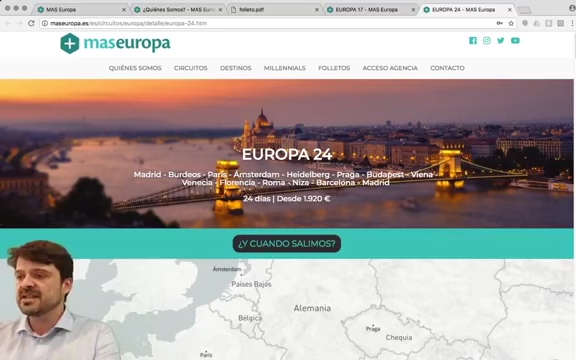 MAS Europa
¿Quiénes Somos? - MAS Eur
folleto.pdf
EUROPA 17 - MAS Europa
EUROPA 24 - MAS Europa
maseuropa.es/es/circuitos/europa/detalle/europa-24.htm
maseuropa
QUIÉNES SOMOS CIRCUITOS DESTINOS MILLENNIALS FOLLETOS ACCESO AGENCIA CONTACTO
EUROPA 24
Madrid - Burdeos - Paris - Ámsterdam - Heidelberg - Praga - Budapest - Viena -
Venecia - Florencia - Roma - Niza - Barcelona - Madrid
24 días | Desde 1.920 €
¿Y CUANDO SALIMOS?
Ámsterdam
Países Bajos
Alemania
Bélgica
Praga
Chequia
París